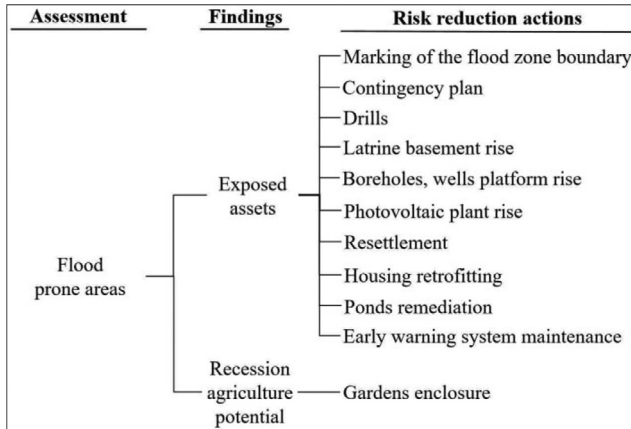 Assessment
Findings
Risk reduction actions
Marking of the flood zone boundary
Contingency plan
Drills
Latrine basement rise
Boreholes, wells platform rise
Photovoltaic plant rise
Resettlement
Housing retrofitting
Ponds remediation
Early warning system maintenance
Exposed
assets
Flood
prone areas
Recession
agriculture
potential
Gardens enclosure